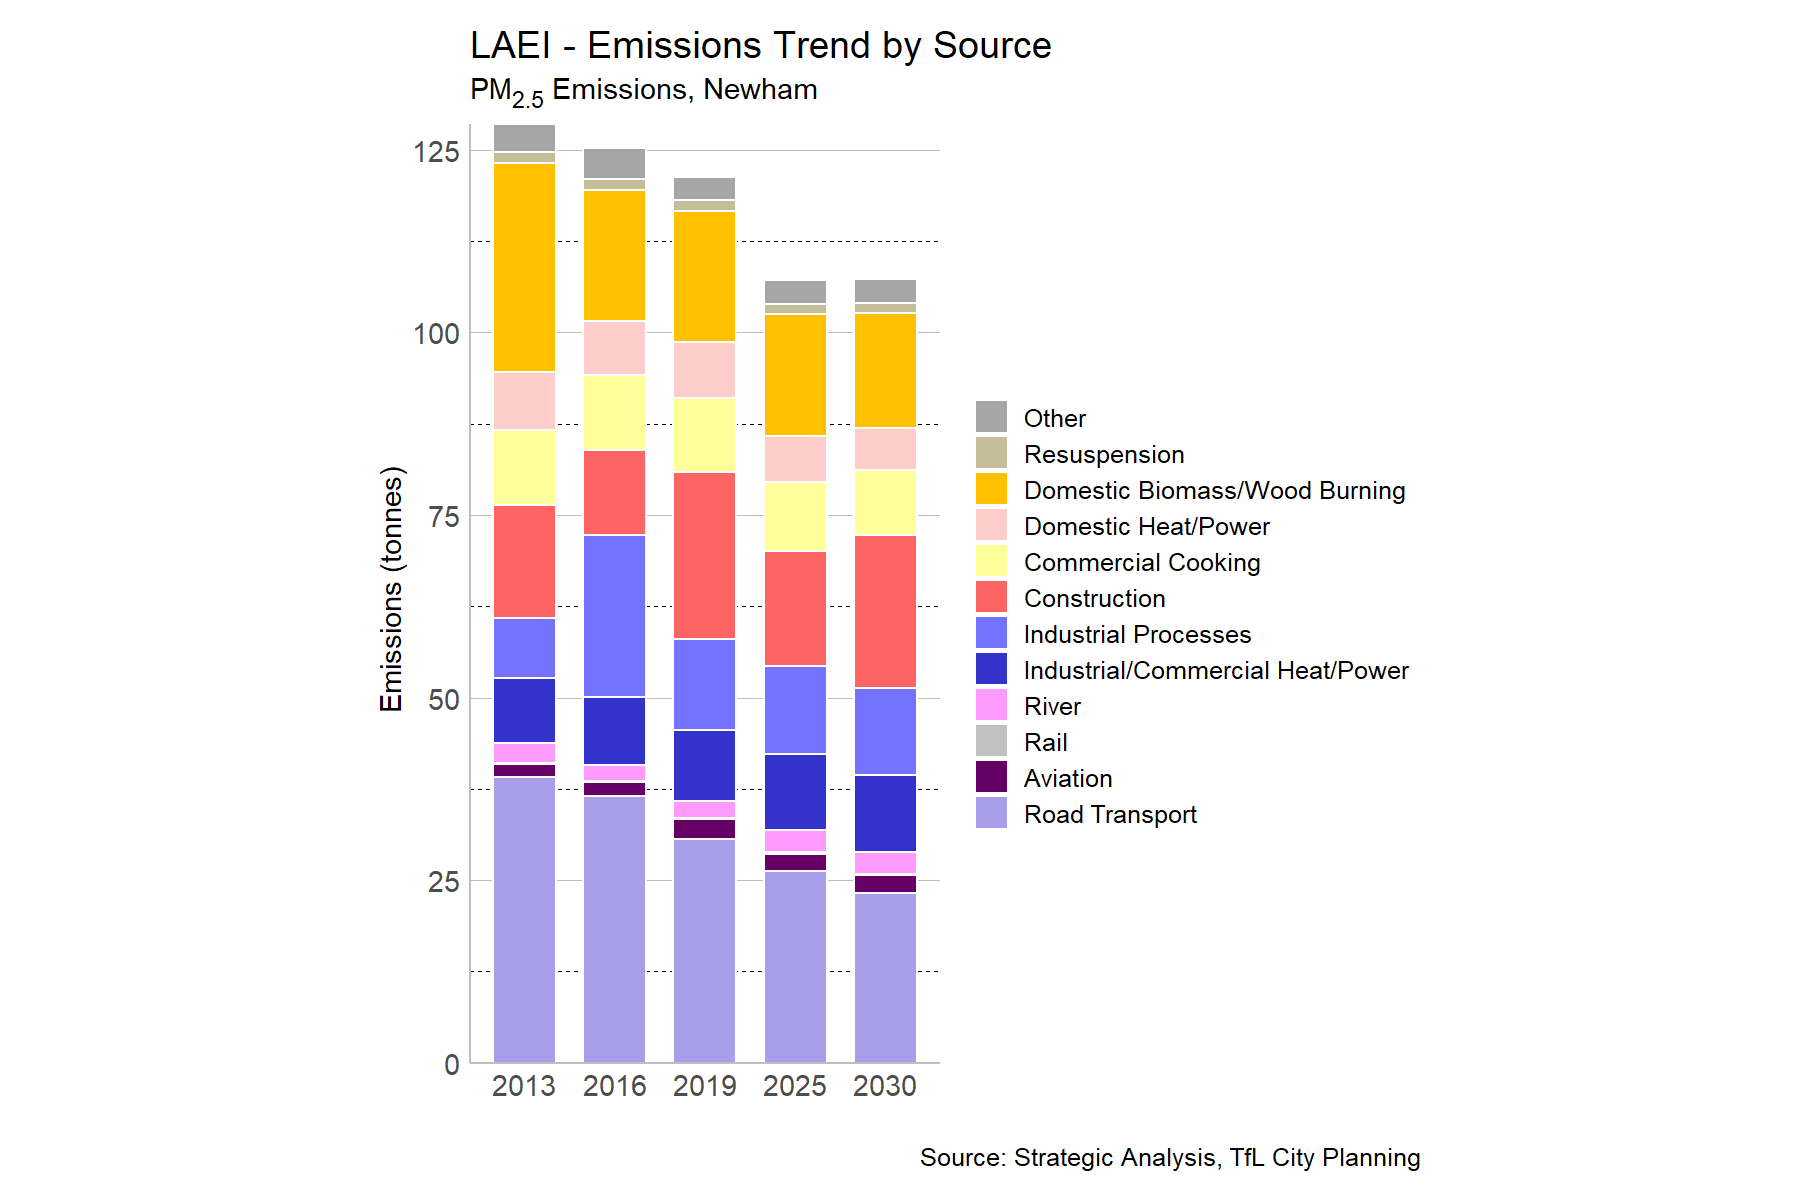 LAEI - Emissions Trend by Source
PM2.5 Emissions, Newham
Emissions (tonnes)
125
100
75
50
25
0
2013 2016 2019 2025 2030
Other
Resuspension
Domestic Biomass/Wood Burning
Domestic Heat/Power
Commercial Cooking
Construction
Industrial Processes
Industrial/Commercial Heat/Power
River
Rail
Aviation
Road Transport
Source: Strategic Analysis, TfL City Planning